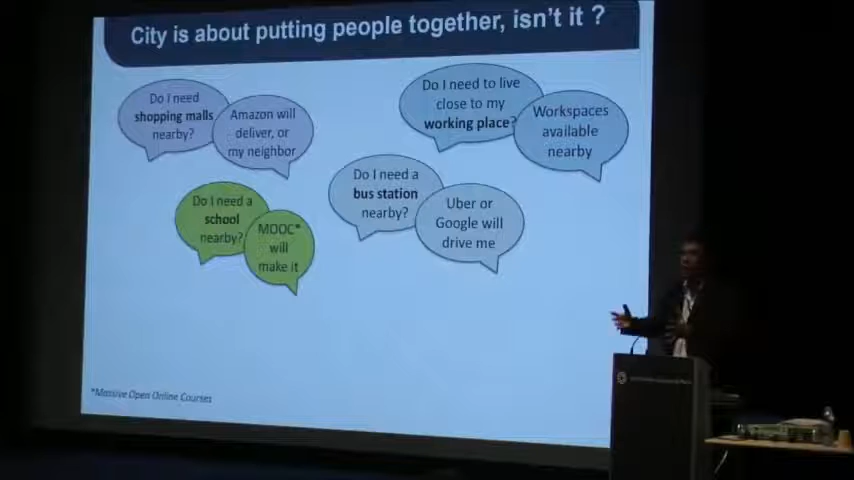 City is about putting people together, isn't it ?
Do I need
shopping malls
nearby?
Amazon will
deliver, or
my neighbor
Do I need to live
close to my
working place?
Workspaces
available
nearby
Do I need a
school
nearby?
MOOC*
will
make it
Do I need a
bus station
nearby?
Uber or
Google will
drive me
*Massive Open Online Courses